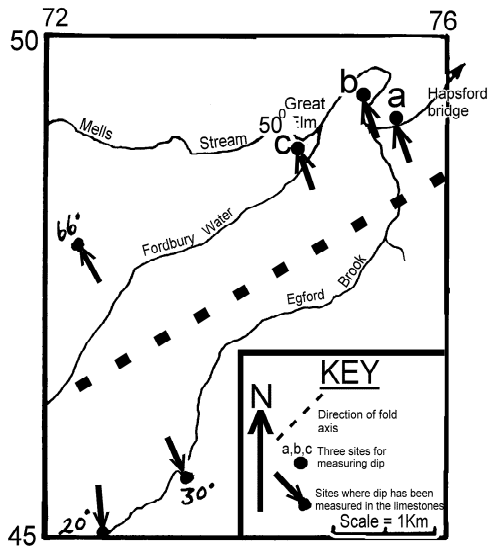 72
76
50
b
a
Hapsford
bridge
Great
Elm
50°
c
Mells
Stream
66°
Fordbury Water
Egford
Brook
30°
20°
45
KEY
N
Direction of fold
axis
a,b,c Three sites for
measuring dip
Sites where dip has been
measured in the limestones
Scale = 1Km